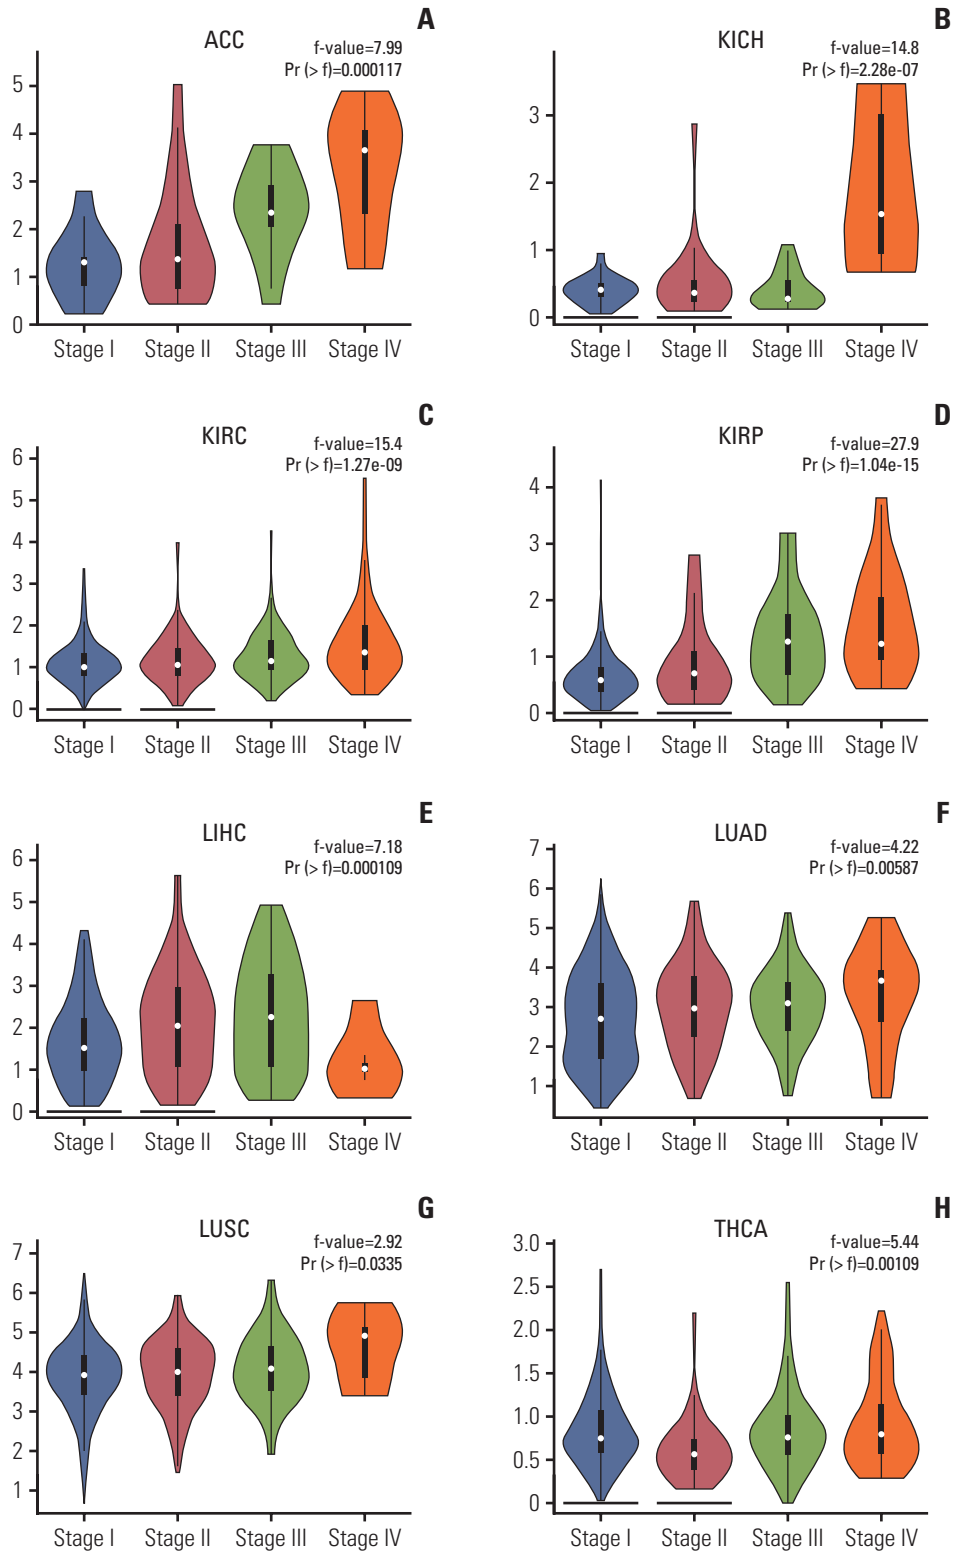 A
ACC
f-value=7.99
Pr (> f)=0.000117
5
4
3
2
1
0
Stage I Stage II Stage III Stage IV
B
KICH
f-value=14.8
Pr (> f)=2.28e-07
3
2
1
0
Stage I Stage II Stage III Stage IV
C
KIRC
f-value=15.4
Pr (> f)=1.27e-09
6
5
4
3
2
1
0
Stage I Stage II Stage III Stage IV
D
KIRP
f-value=27.9
Pr (> f)=1.04e-15
4
3
2
1
0
Stage I Stage II Stage III Stage IV
E
LIHC
f-value=7.18
Pr (> f)=0.000109
6
5
4
3
2
1
0
Stage I Stage II Stage III Stage IV
F
LUAD
f-value=4.22
Pr (> f)=0.00587
7
6
5
4
3
2
1
Stage I Stage II Stage III Stage IV
G
LUSC
f-value=2.92
Pr (> f)=0.0335
7
6
5
4
3
2
1
Stage I Stage II Stage III Stage IV
H
THCA
f-value=5.44
Pr (> f)=0.00109
3.0
2.5
2.0
1.5
1.0
0.5
0
Stage I Stage II Stage III Stage IV